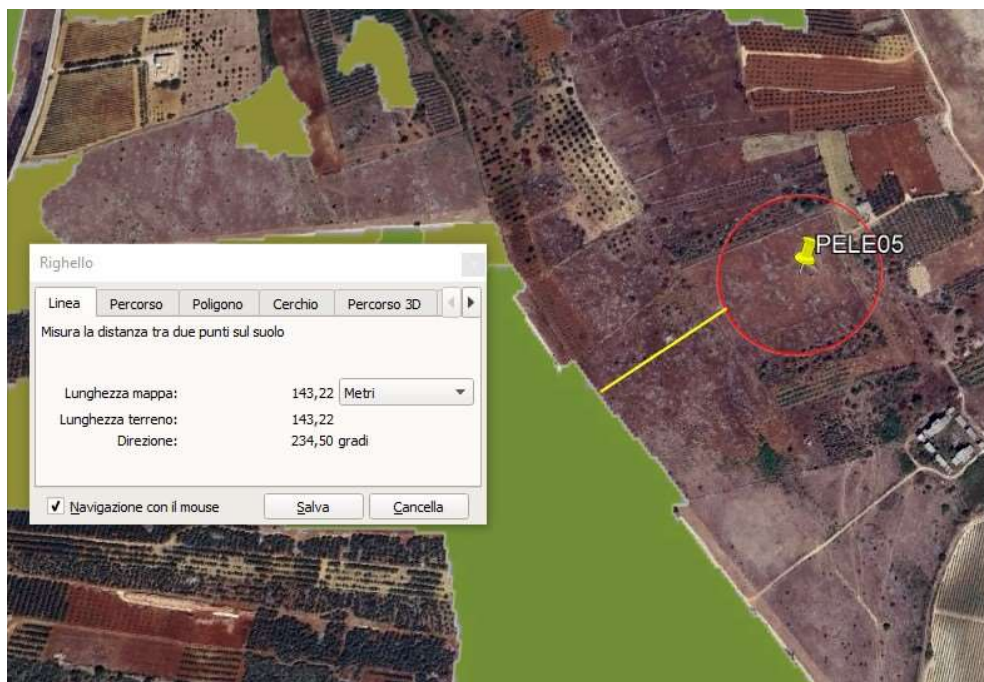 PELE05
Righello
Linea Percorso Poligono Cerchio Percorso 3D
Misura la distanza tra due punti sul suolo
Lunghezza mappa: 143,22 Metri
Lunghezza terreno: 143,22
Direzione: 234,50 gradi
Navigazione con il mouse Salva Cancella